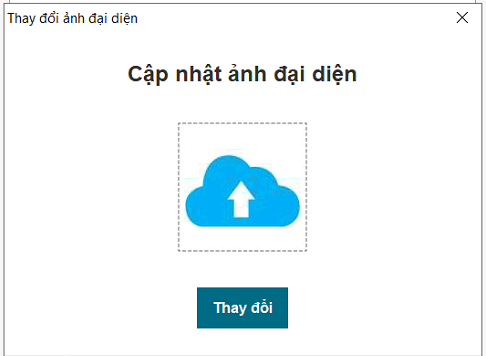 Thay đổi ảnh đại diện
Cập nhật ảnh đại diện
Thay đổi